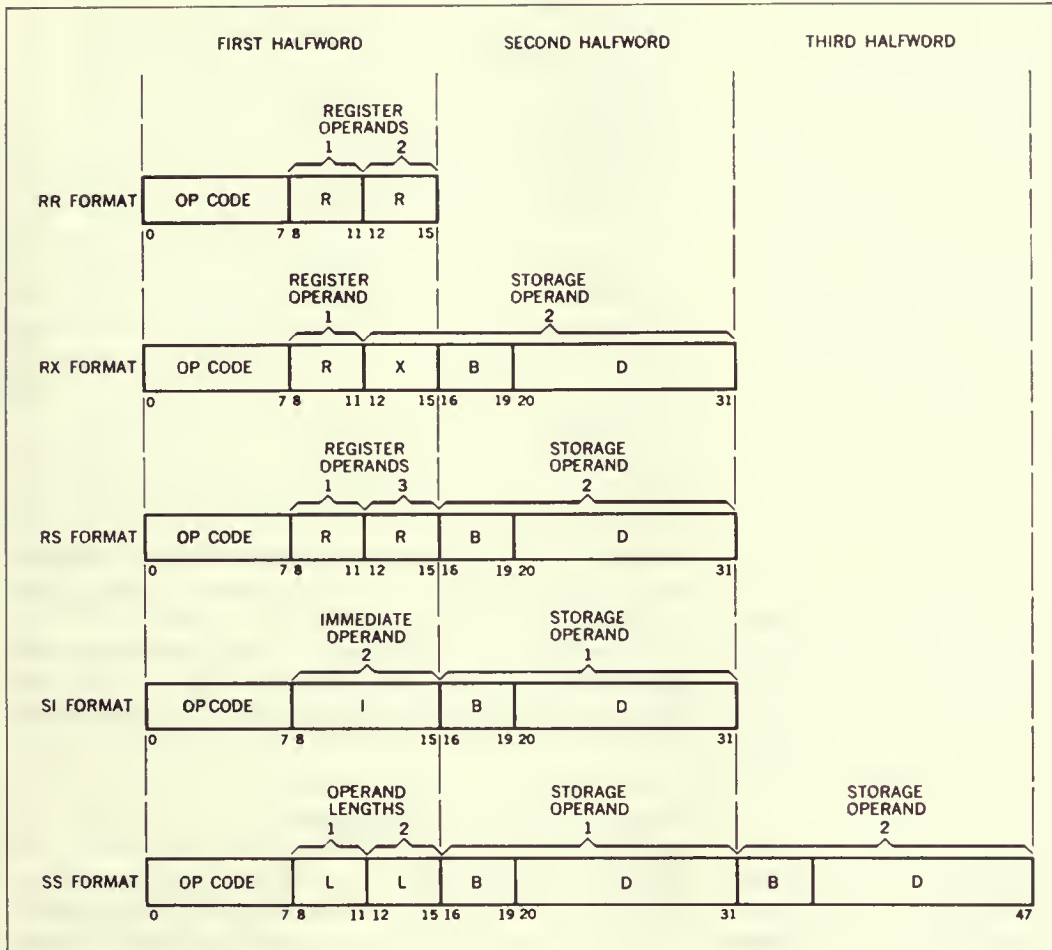 FIRST HALFWORD SECOND HALFWORD THIRD HALFWORD
REGISTER
OPERANDS
1 2
RR FORMAT OP CODE R R
0 7 8 11 12 15
REGISTER
OPERAND
1
STORAGE
OPERAND
2
RX FORMAT OP CODE R X B D
0 7 8 11 12 15 16 19 20 31
REGISTER
OPERANDS
1 3
STORAGE
OPERAND
2
RS FORMAT OP CODE R R B D
0 7 8 11 12 15 16 19 20 31
IMMEDIATE
OPERAND
2
STORAGE
OPERAND
1
SI FORMAT OP CODE I B D
0 7 8 15 16 19 20 31
OPERAND
LENGTHS
1 2
STORAGE
OPERAND
1
STORAGE
OPERAND
2
SS FORMAT OP CODE L L B D B D
0 7 8 11 12 15 16 19 20 31 47